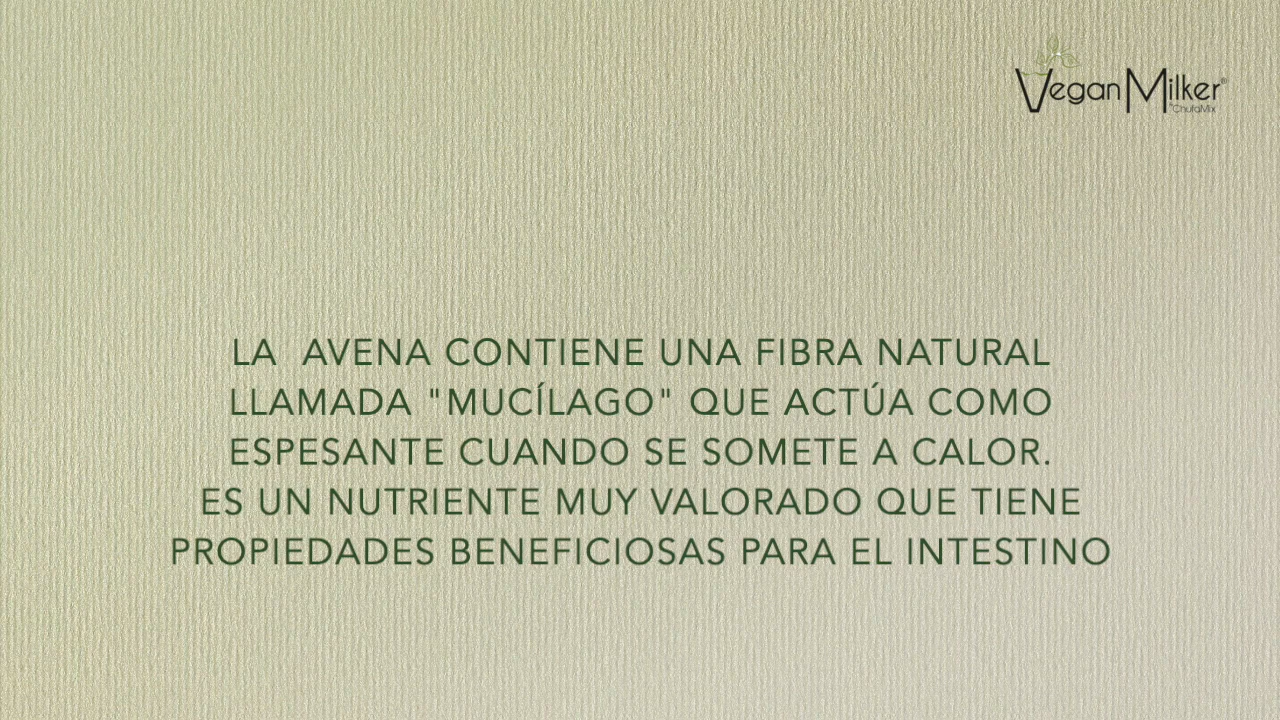 VeganMilker®
by ChufaMix
LA  AVENA CONTIENE UNA FIBRA NATURAL
LLAMADA "MUCÍLAGO" QUE ACTÚA COMO
ESPESANTE CUANDO SE SOMETE A CALOR.
ES UN NUTRIENTE MUY VALORADO QUE TIENE
PROPIEDADES BENEFICIOSAS PARA EL INTESTINO